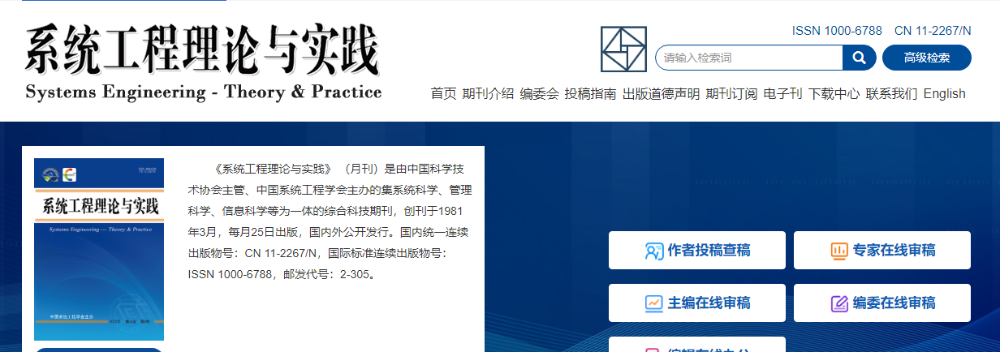 系统工程理论与实践
Systems Engineering - Theory & Practice
ISSN 1000-6788 CN 11-2267/N
请输入检索词
高级检索
首页 期刊介绍 编委会 投稿指南 出版道德声明 期刊订阅 电子刊 下载中心 联系我们 English
系统工程理论与实践
Systems Engineering — Theory & Practice
中国系统工程学会主办
《系统工程理论与实践》（月刊）是由中国科学技
术协会主管、中国系统工程学会主办的集系统科学、管理
科学、信息科学等为一体的综合科技期刊，创刊于1981
年3月，每月25日出版，国内外公开发行。国内统一连续
出版物号：CN 11-2267/N，国际标准连续出版物号：
ISSN 1000-6788，邮发代号：2-305。
作者投稿查稿
专家在线审稿
主编在线审稿
编委在线审稿
编辑在线办公